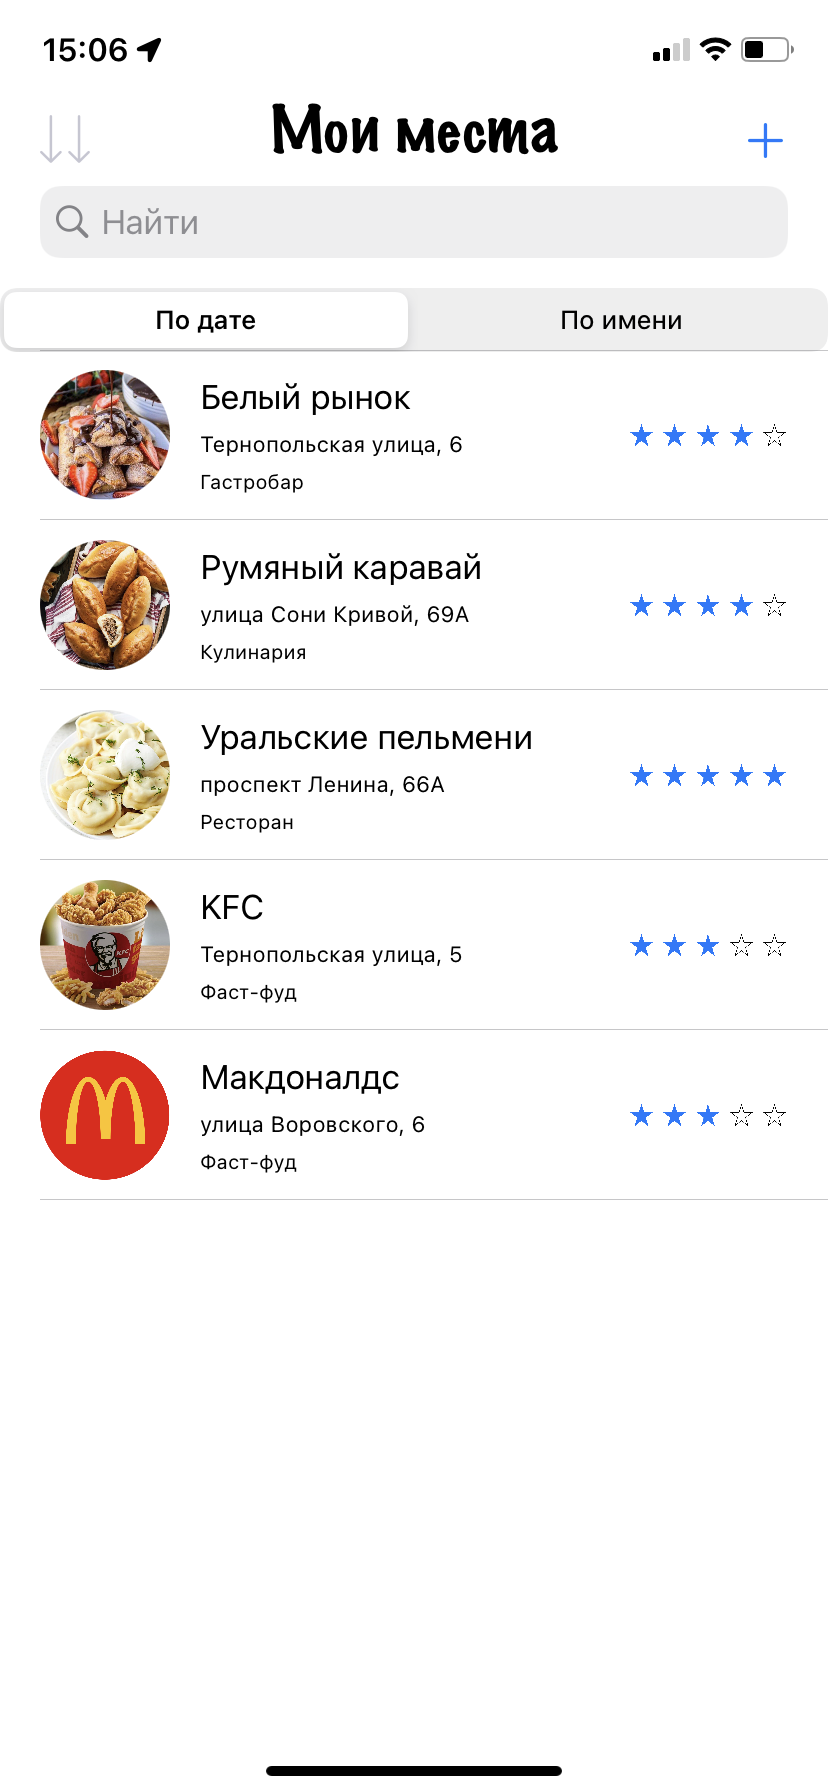 15:06
Мои места
Найти
По дате
По имени
Белый рынок
Тернопольская улица, 6
Гастробар
Румяный каравай
улица Сони Кривой, 69А
Кулинария
Уральские пельмени
проспект Ленина, 66А
Ресторан
KFC
Тернопольская улица, 5
Фаст-фуд
Макдоналдс
улица Воровского, 6
Фаст-фуд